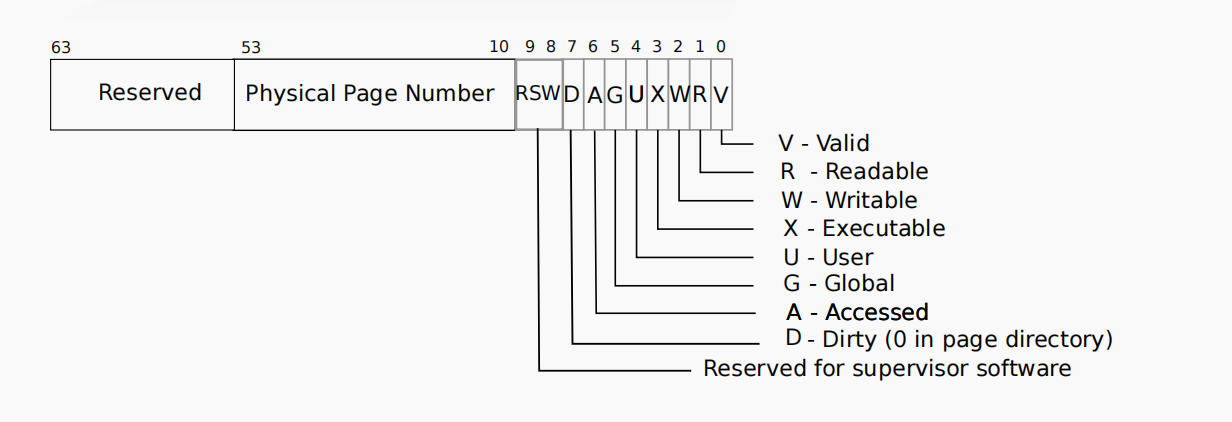 63 53 10 9 8 7 6 5 4 3 2 1 0
Reserved Physical Page Number RSW D A G U X W R V
V - Valid
R - Readable
W - Writable
X - Executable
U - User
G - Global
A - Accessed
D - Dirty (0 in page directory)
Reserved for supervisor software